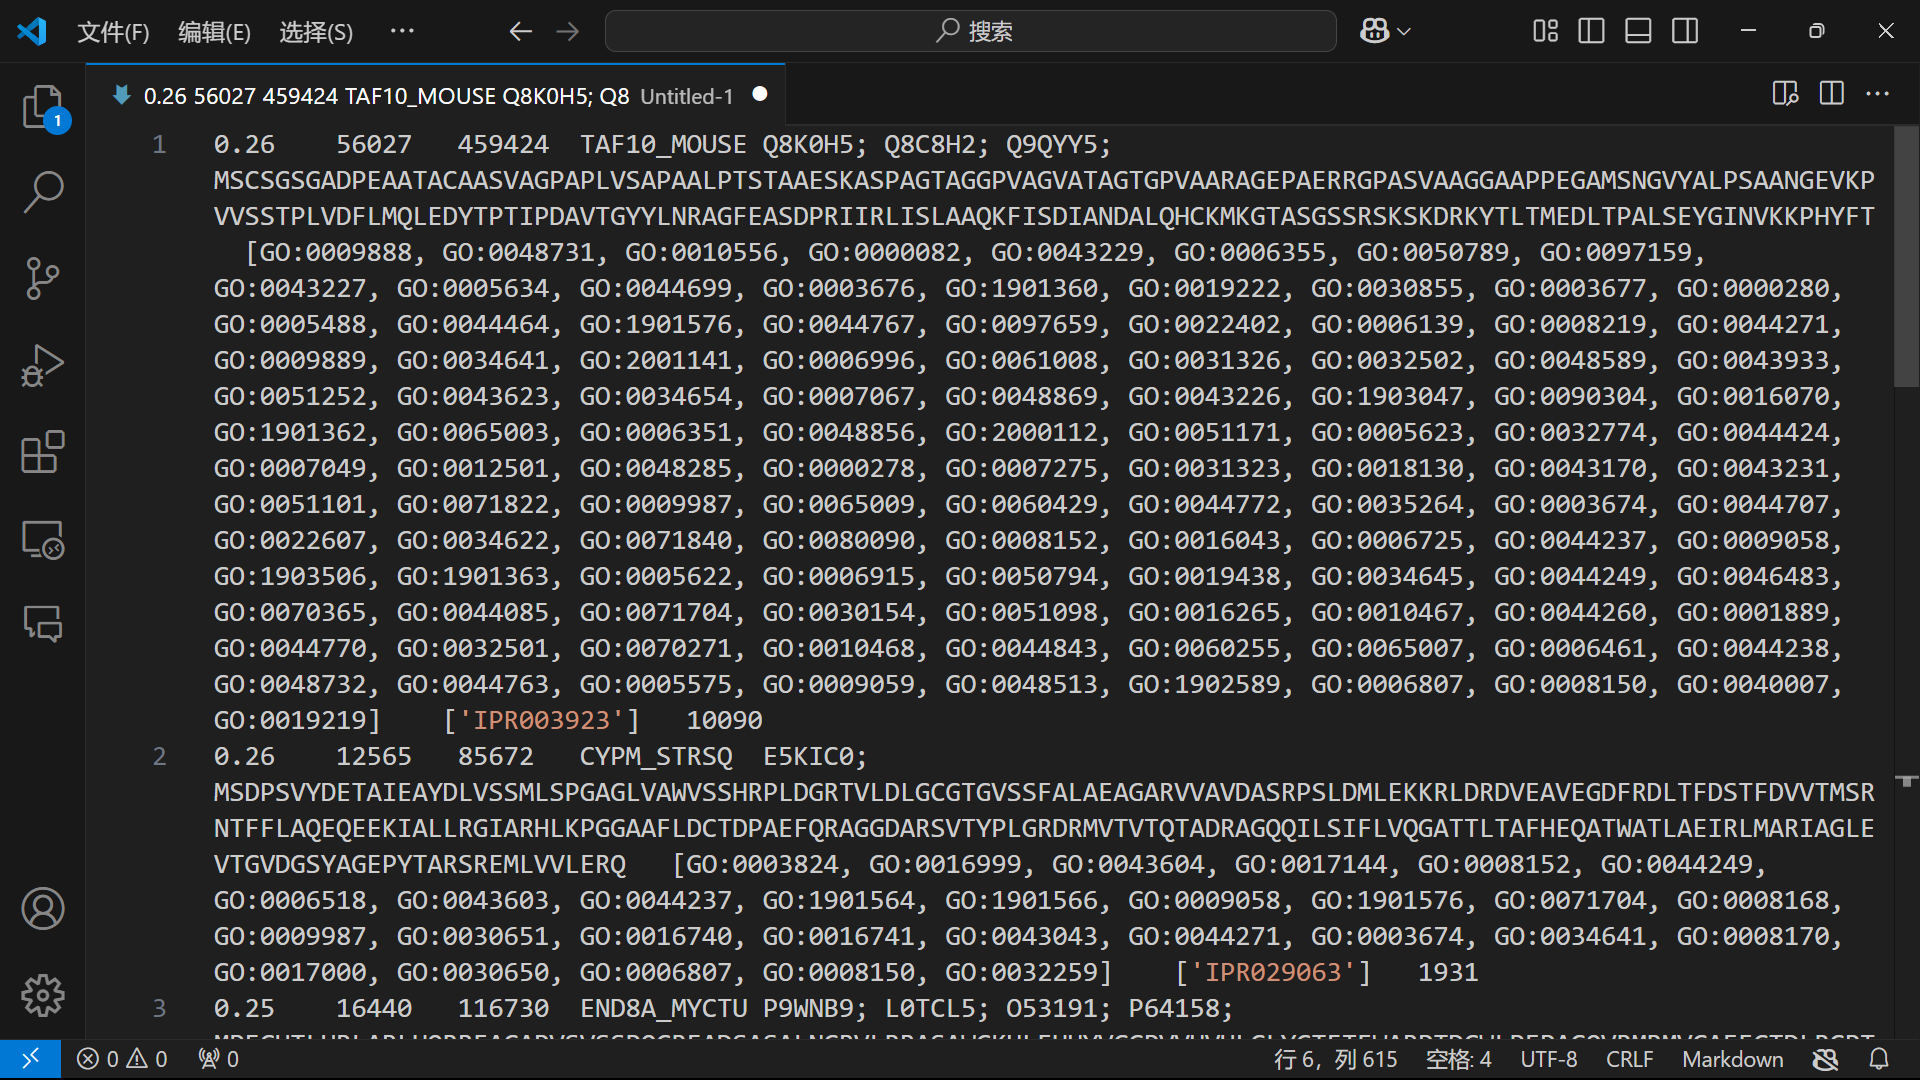 文件(F) 编辑(E) 选择(S) ··· 搜索
1
0.26 56027 459424 TAF10_MOUSE Q8K0H5; Q8 Untitled-1
1 0.26 56027 459424 TAF10_MOUSE Q8K0H5; Q8C8H2; Q9QYY5;
MSCSGSGADPEAATACAASVAGPAPLVSAPAALPTSTAAESKASPAGTAGGPVAGVATAGTGPVAARAGEPAERRGPASVAAGGAAPPEGAMSNGVYALPSAANGEVKP
VVSSTPLVDFLMQLEDYTPTIPDAVTGYYLNRAGFEASDPRIIRLISLAAQKFISDIANDALQHCKMKGTASGSSRSKSKDRKYTLTMEDLTPALSEYGINVKKPHYFT
[GO:0009888, GO:0048731, GO:0010556, GO:0000082, GO:0043229, GO:0006355, GO:0050789, GO:0097159,
GO:0043227, GO:0005634, GO:0044699, GO:0003676, GO:1901360, GO:0019222, GO:0030855, GO:0003677, GO:0000280,
GO:0005488, GO:0044464, GO:1901576, GO:0044767, GO:0097659, GO:0022402, GO:0006139, GO:0008219, GO:0044271,
GO:0009889, GO:0034641, GO:2001141, GO:0006996, GO:0061008, GO:0031326, GO:0032502, GO:0048589, GO:0043933,
GO:0051252, GO:0043623, GO:0034654, GO:0007067, GO:0048869, GO:0043226, GO:1903047, GO:0090304, GO:0016070,
GO:1901362, GO:0065003, GO:0006351, GO:0048856, GO:2000112, GO:0051171, GO:0005623, GO:0032774, GO:0044424,
GO:0007049, GO:0012501, GO:0048285, GO:0000278, GO:0007275, GO:0031323, GO:0018130, GO:0043170, GO:0043231,
GO:0051101, GO:0071822, GO:0009987, GO:0065009, GO:0060429, GO:0044772, GO:0035264, GO:0003674, GO:0044707,
GO:0022607, GO:0034622, GO:0071840, GO:0080090, GO:0008152, GO:0016043, GO:0006725, GO:0044237, GO:0009058,
GO:1903506, GO:1901363, GO:0005622, GO:0006915, GO:0050794, GO:0019438, GO:0034645, GO:0044249, GO:0046483,
GO:0070365, GO:0044085, GO:0071704, GO:0030154, GO:0051098, GO:0016265, GO:0010467, GO:0044260, GO:0001889,
GO:0044770, GO:0032501, GO:0070271, GO:0010468, GO:0044843, GO:0060255, GO:0065007, GO:0006461, GO:0044238,
GO:0048732, GO:0044763, GO:0005575, GO:0009059, GO:0048513, GO:1902589, GO:0006807, GO:0008150, GO:0040007,
GO:0019219] ['IPR003923'] 10090
2 0.26 12565 85672 CYPM_STRSQ E5KIC0;
MSDPSVYDETAIEAYDLVSSMLSPGAGLVAWVSSHRPLDGRTVLDLGCGTGVSSFALAEAGARVVAVDASRPSLDMLEKKRLDRDVEAVEGDFRDLTFDSTFDVVTMSR
NTFFLAQEQEEKIALLRGIARHLKPGGAAFLDCTDPAEFQRAGGDARSVTYPLGRDRMVTVTQTADRAGQQILSIFLVQGATTLTAFHEQATWATLAEIRLMARIAGLE
VTGVDGSYAGEPYTARSREMLVVLERQ [GO:0003824, GO:0016999, GO:0043604, GO:0017144, GO:0008152, GO:0044249,
GO:0006518, GO:0043603, GO:0044237, GO:1901564, GO:1901566, GO:0009058, GO:1901576, GO:0071704, GO:0008168,
GO:0009987, GO:0030651, GO:0016740, GO:0016741, GO:0043043, GO:0044271, GO:0003674, GO:0034641, GO:0008170,
GO:0017000, GO:0030650, GO:0006807, GO:0008150, GO:0032259] ['IPR029063'] 1931
3 0.25 16440 116730 END8A_MYCTU P9WNB9; L0TCL5; O53191; P64158;
0 0 0 行 6，列 615 空格: 4 UTF-8 CRLF Markdown